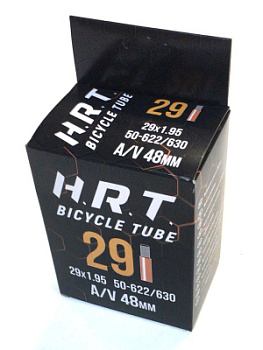 H.R.T.
BICYCLE TUBE
29
29x1.95
50-622/630
A/V 48MM
H.R.T.
BICYCLE TUBE
29
29x1.95 50-622/630
A/V 48MM